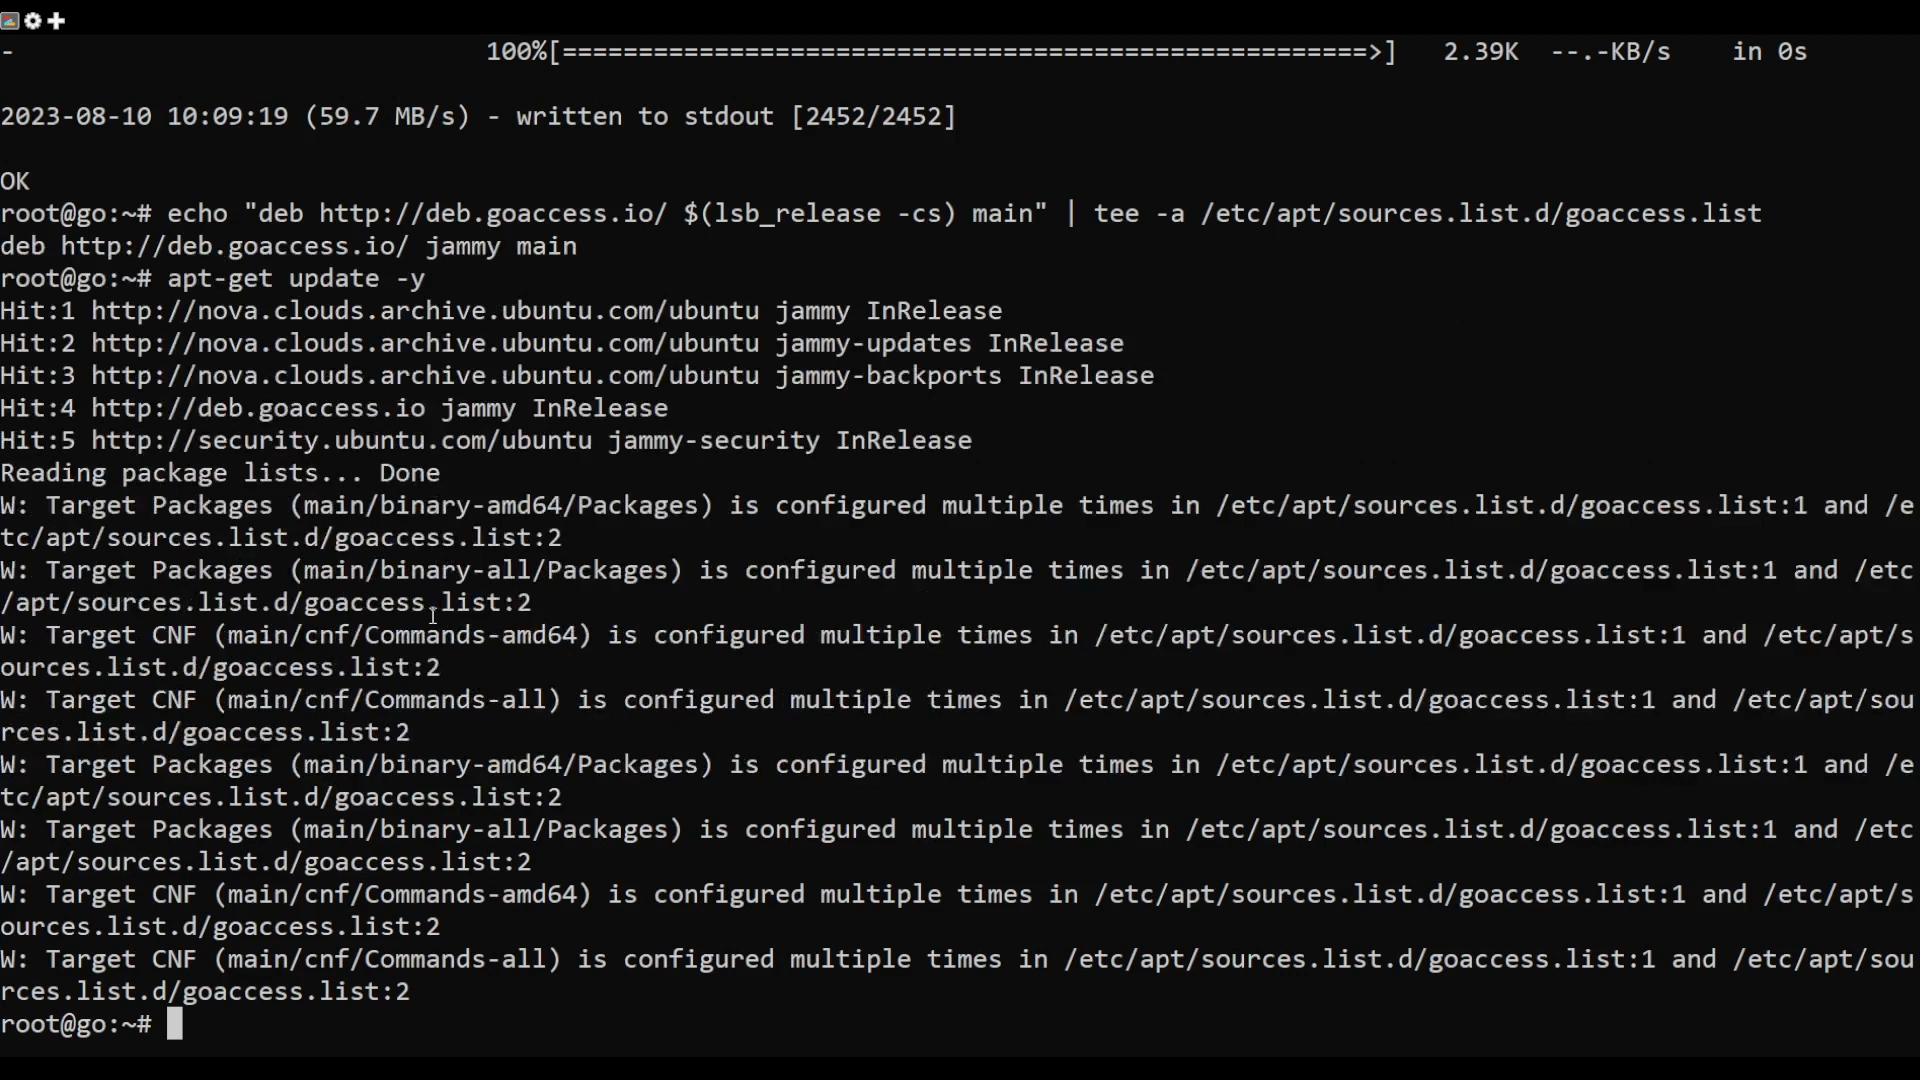 - 100%[=====================================================>] 2.39K --.-KB/s in 0s
2023-08-10 10:09:19 (59.7 MB/s) - written to stdout [2452/2452]
OK
root@go:~# echo "deb http://deb.goaccess.io/ $(lsb_release -cs) main" | tee -a /etc/apt/sources.list.d/goaccess.list
deb http://deb.goaccess.io/ jammy main
root@go:~# apt-get update -y
Hit:1 http://nova.clouds.archive.ubuntu.com/ubuntu jammy InRelease
Hit:2 http://nova.clouds.archive.ubuntu.com/ubuntu jammy-updates InRelease
Hit:3 http://nova.clouds.archive.ubuntu.com/ubuntu jammy-backports InRelease
Hit:4 http://deb.goaccess.io jammy InRelease
Hit:5 http://security.ubuntu.com/ubuntu jammy-security InRelease
Reading package lists... Done
W: Target Packages (main/binary-amd64/Packages) is configured multiple times in /etc/apt/sources.list.d/goaccess.list:1 and /e
tc/apt/sources.list.d/goaccess.list:2
W: Target Packages (main/binary-all/Packages) is configured multiple times in /etc/apt/sources.list.d/goaccess.list:1 and /etc
/apt/sources.list.d/goaccess.list:2
W: Target CNF (main/cnf/Commands-amd64) is configured multiple times in /etc/apt/sources.list.d/goaccess.list:1 and /etc/apt/s
ources.list.d/goaccess.list:2
W: Target CNF (main/cnf/Commands-all) is configured multiple times in /etc/apt/sources.list.d/goaccess.list:1 and /etc/apt/sou
rces.list.d/goaccess.list:2
W: Target Packages (main/binary-amd64/Packages) is configured multiple times in /etc/apt/sources.list.d/goaccess.list:1 and /e
tc/apt/sources.list.d/goaccess.list:2
W: Target Packages (main/binary-all/Packages) is configured multiple times in /etc/apt/sources.list.d/goaccess.list:1 and /etc
/apt/sources.list.d/goaccess.list:2
W: Target CNF (main/cnf/Commands-amd64) is configured multiple times in /etc/apt/sources.list.d/goaccess.list:1 and /etc/apt/s
ources.list.d/goaccess.list:2
W: Target CNF (main/cnf/Commands-all) is configured multiple times in /etc/apt/sources.list.d/goaccess.list:1 and /etc/apt/sou
rces.list.d/goaccess.list:2
root@go:~#